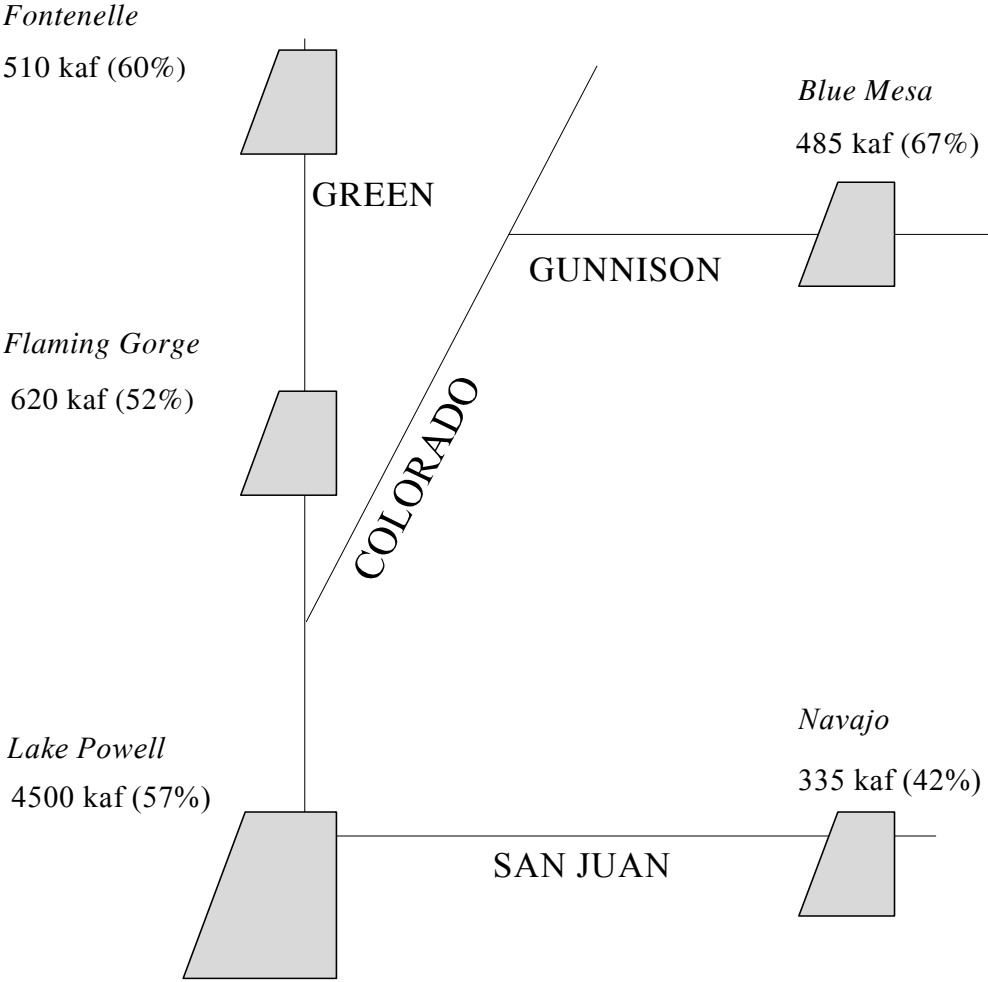 Fontenelle
510 kaf (60%)
Blue Mesa
485 kaf (67%)
GREEN
GUNNISON
Flaming Gorge
620 kaf (52%)
COLORADO
Lake Powell
4500 kaf (57%)
Navajo
335 kaf (42%)
SAN JUAN